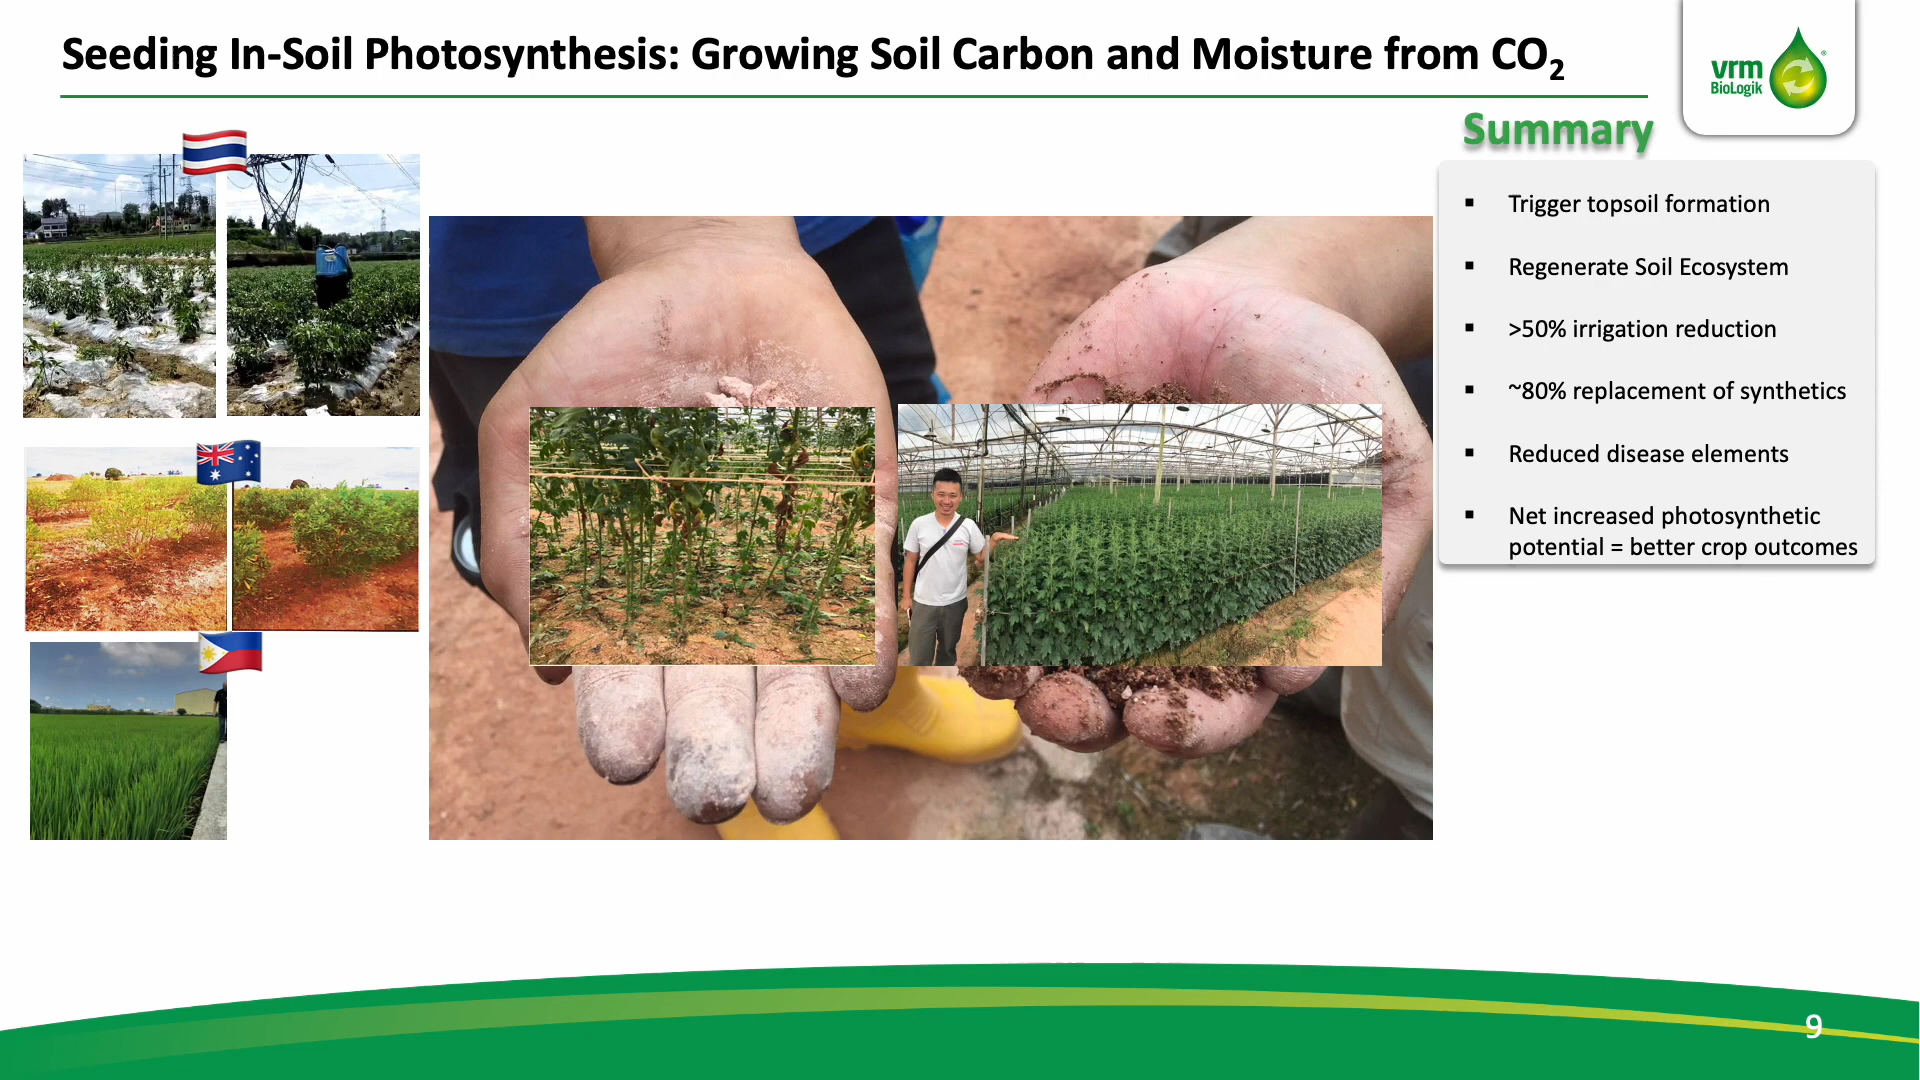 Seeding In-Soil Photosynthesis: Growing Soil Carbon and Moisture from CO₂
vrm
BioLogik
®
Summary
▪ Trigger topsoil formation
▪ Regenerate Soil Ecosystem
▪ >50% irrigation reduction
▪ ~80% replacement of synthetics
▪ Reduced disease elements
▪ Net increased photosynthetic
potential = better crop outcomes
9